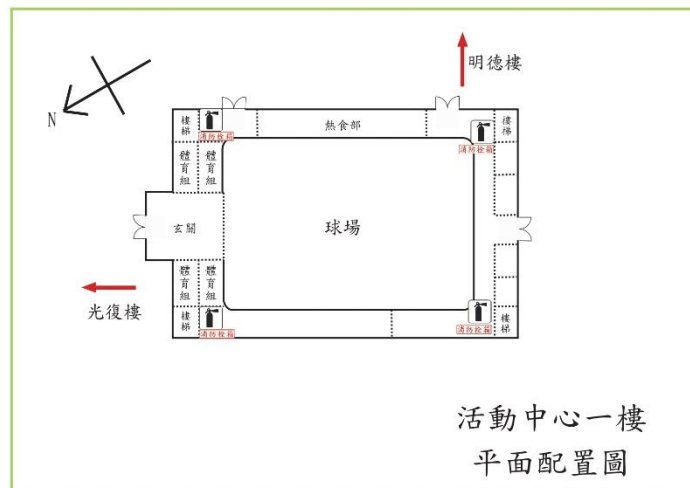 明德樓
N
樓梯
消防栓箱
熱食部
消防栓箱
樓梯
體育組
體育組
玄關
球場
體育組
體育組
光復樓
樓梯
消防栓箱
消防栓箱
樓梯
活動中心一樓
平面配置圖